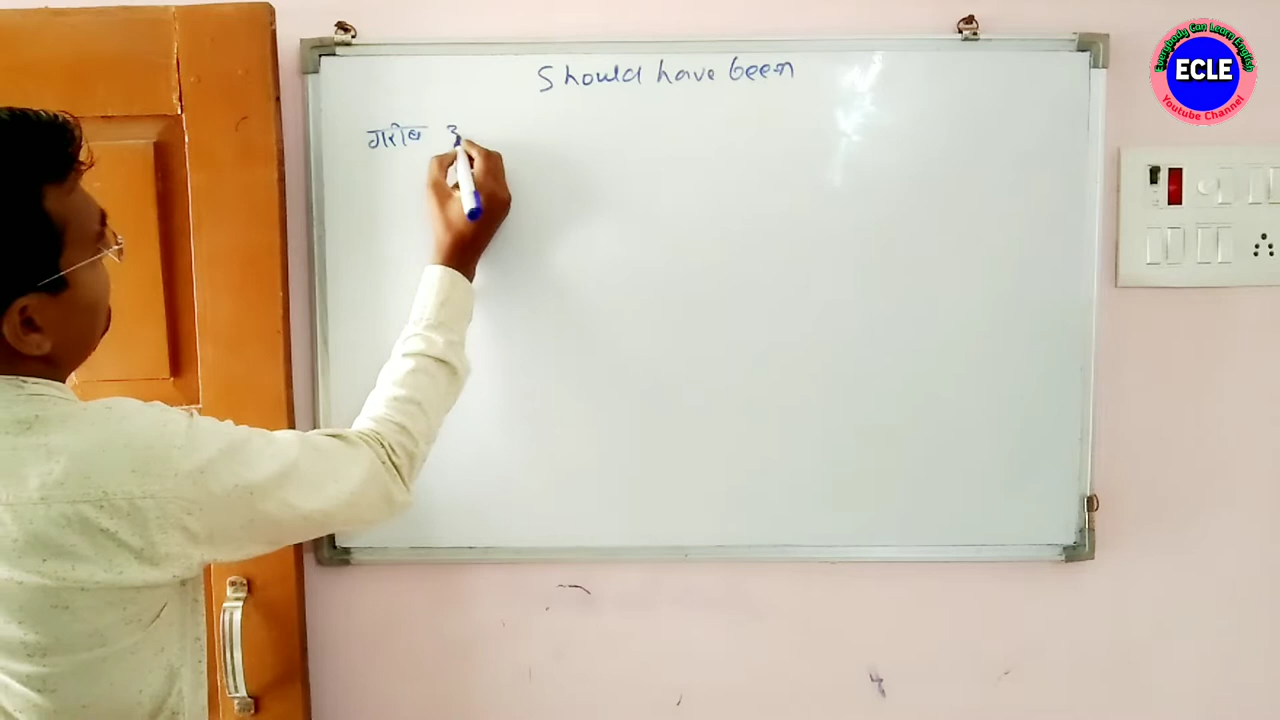 Should have been
गरीब
Everybody Can Learn English
ECLE
Youtube Channel